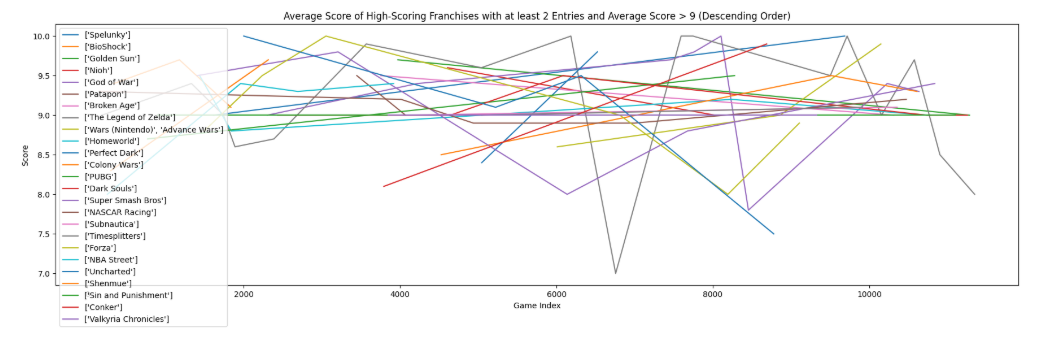 Average Score of High-Scoring Franchises with at least 2 Entries and Average Score > 9 (Descending Order)
Score
10.0
9.5
9.0
8.5
8.0
7.5
7.0
['Spelunky']
['BioShock']
['Golden Sun']
['Nioh']
['God of War']
['Patapon']
['Broken Age']
['The Legend of Zelda']
['Wars (Nintendo)', 'Advance Wars']
['Homeworld']
['Perfect Dark']
['Colony Wars']
['PUBG']
['Dark Souls']
['Super Smash Bros']
['NASCAR Racing']
['Subnautica']
['Timesplitters']
['Forza']
['NBA Street']
['Uncharted']
['Shenmue']
['Sin and Punishment']
['Conker']
['Valkyria Chronicles']
2000 4000 6000 8000 10000
Game Index